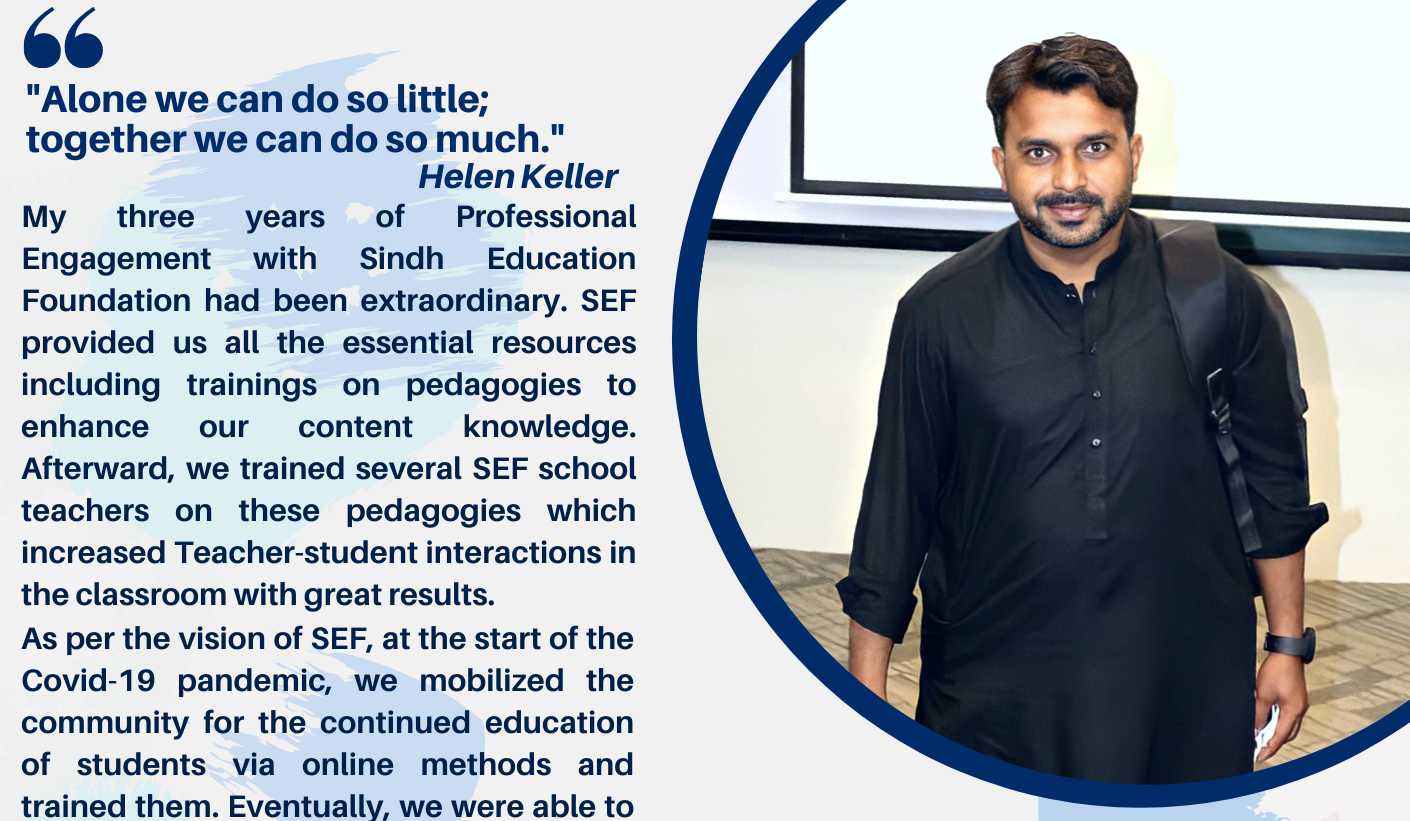 "Alone we can do so little;
together we can do so much."
Helen Keller
My three years of Professional
Engagement with Sindh Education
Foundation had been extraordinary. SEF
provided us all the essential resources
including trainings on pedagogies to
enhance our content knowledge.
Afterward, we trained several SEF school
teachers on these pedagogies which
increased Teacher-student interactions in
the classroom with great results.
As per the vision of SEF, at the start of the
Covid-19 pandemic, we mobilized the
community for the continued education
of students via online methods and
trained them. Eventually, we were able to